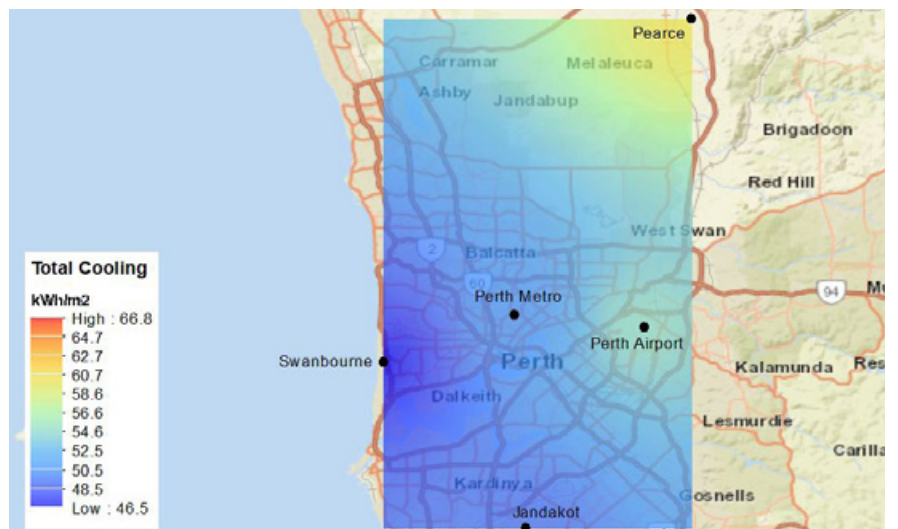 Pearce
Carramar
Melaleuca
Ashby
Jandabup
Brigadoon
Red Hill
West Swan
2
Balcatta
Total Cooling
60
kWh/m2
Perth Metro
94
High : 66.8
64.7
Perth Airport
62.7
Swanbourne
Perth
60.7
Kalamunda
Res
58.6
56.6
Dalkeith
54.6
Lesmurdie
52.5
Carilla
50.5
Kardinya
48.5
Gosnells
Low : 46.5
Jandakot